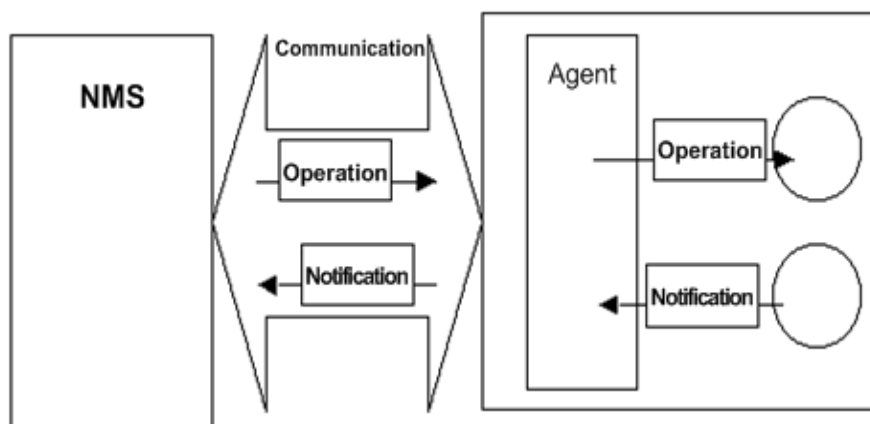 NMS
Communication
Operation
Notification
Agent
Operation
Notification